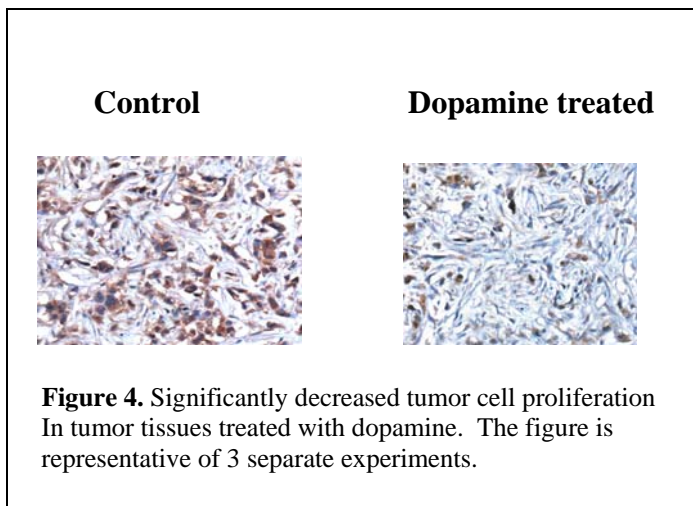 Control Dopamine treated
Figure 4. Significantly decreased tumor cell proliferation
In tumor tissues treated with dopamine. The figure is
representative of 3 separate experiments.